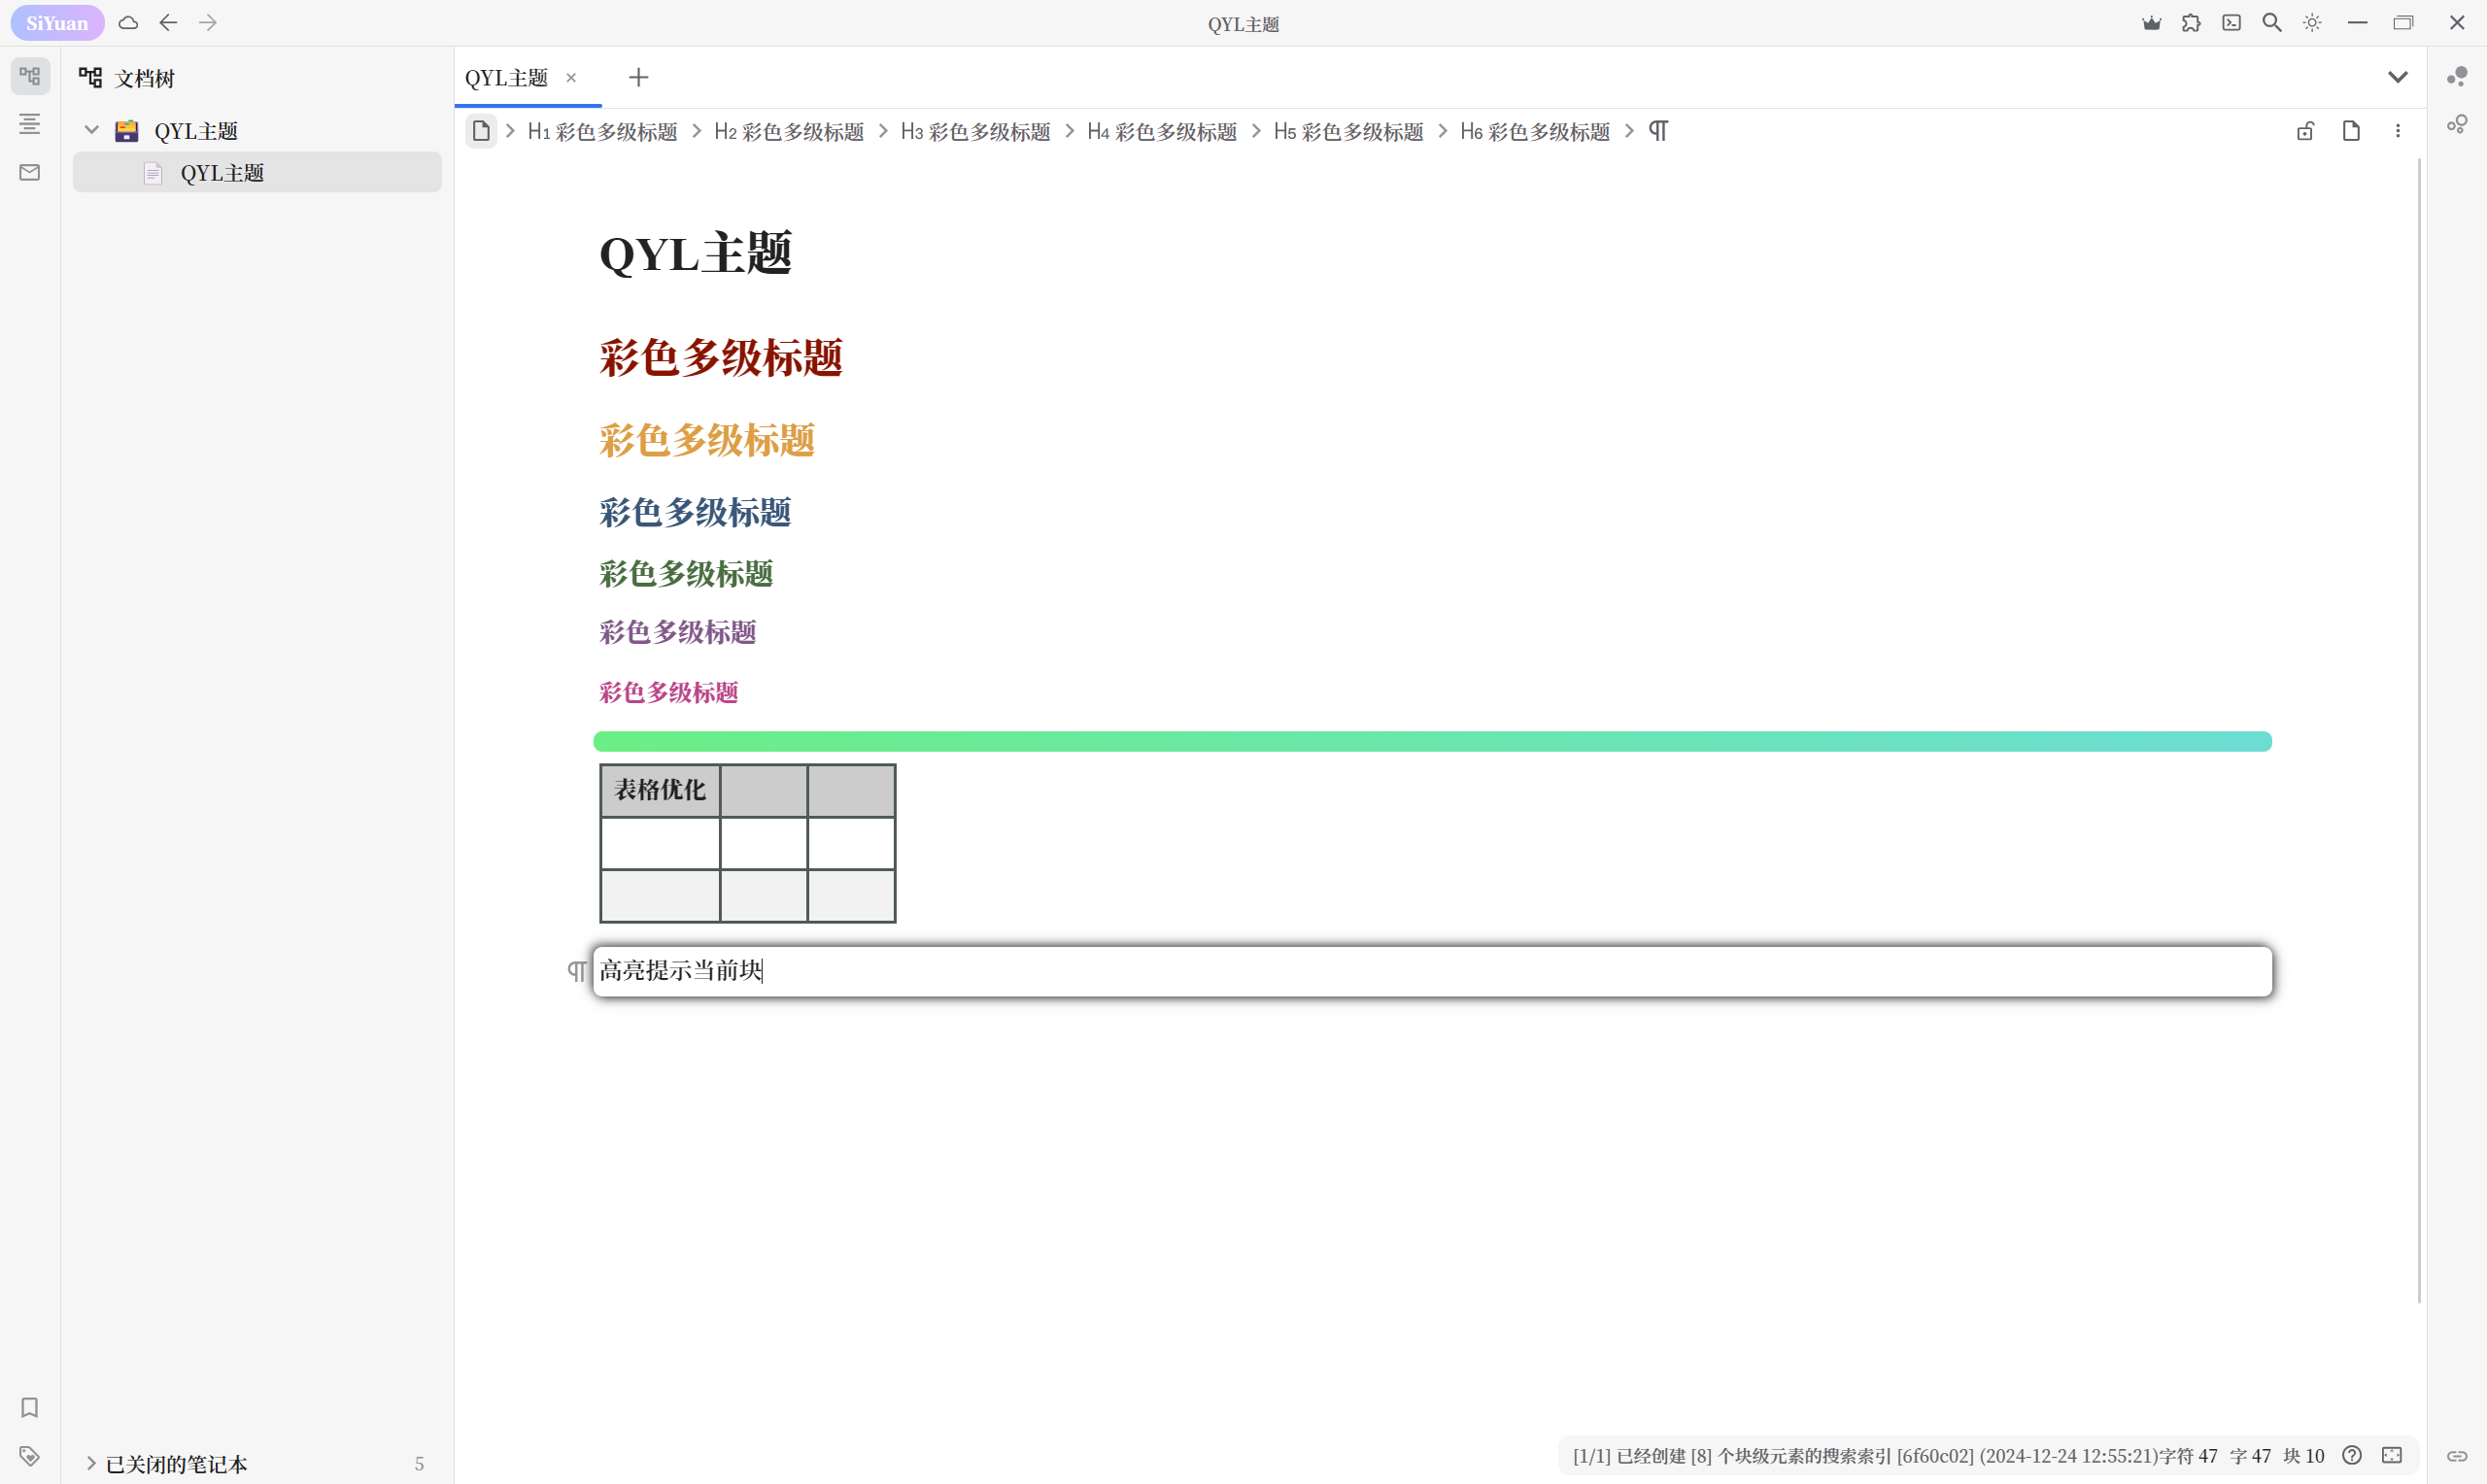 SiYuan
QYL主题
文档树
QYL主题
QYL主题
已关闭的笔记本 5
QYL主题
H1 彩色多级标题 H2 彩色多级标题 H3 彩色多级标题 H4 彩色多级标题 H5 彩色多级标题 H6 彩色多级标题
QYL主题
彩色多级标题
彩色多级标题
彩色多级标题
彩色多级标题
彩色多级标题
彩色多级标题
表格优化
高亮提示当前块
[1/1] 已经创建 [8] 个块级元素的搜索索引 [6f60c02] (2024-12-24 12:55:21)字符 47 字 47 块 10